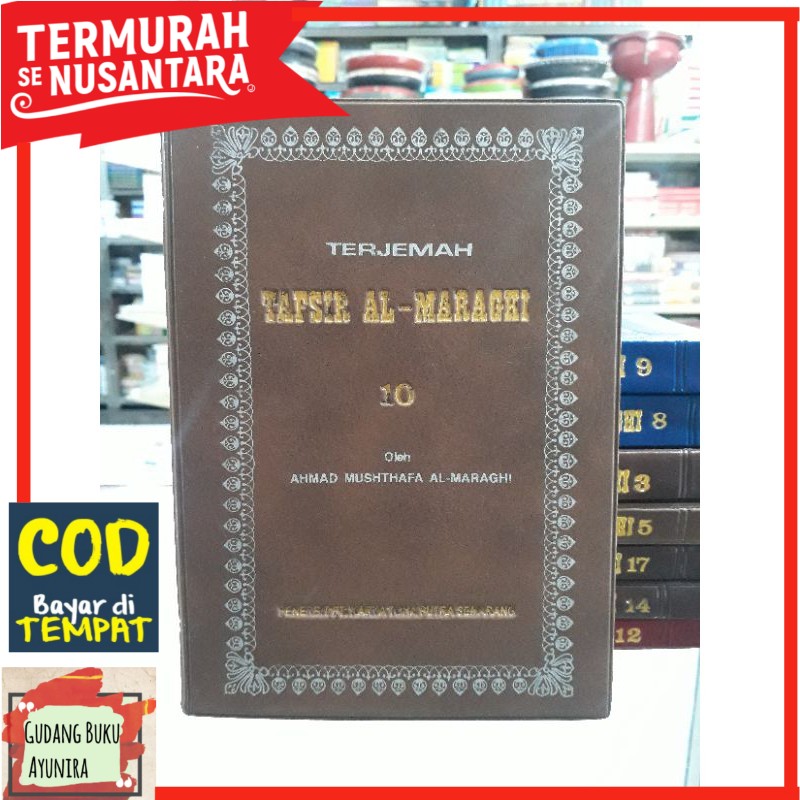 TERMURAH
SE NUSANTARA
TERJEMAH
TAFSIR AL-MARAGHI
10
Oleh
AHMAD MUSHTHAFA AL-MARAGHI
SEMARANG
9
8
3
5
17
14
12
COD
Bayar di
TEMPAT
GUDANG BUKU
AYUNIRA